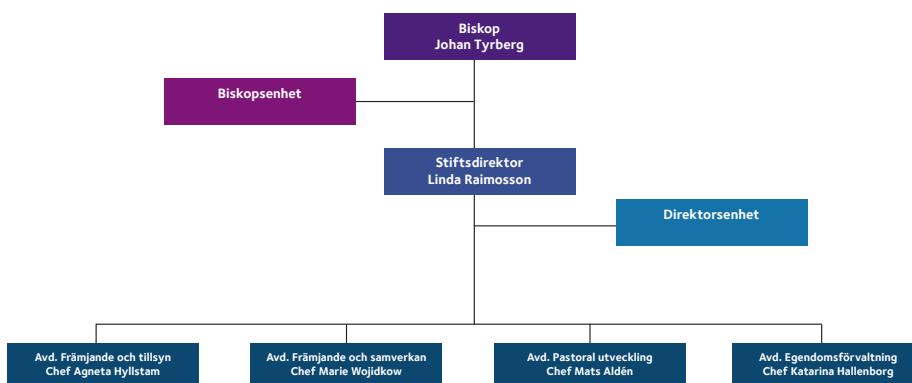 Biskop
Johan Tyrberg
Biskopsenhet
Stiftsdirektor
Linda Raimosson
Direktorsenhet
Avd. Främjande och tillsyn
Chef Agneta Hyllstam
Avd. Främjande och samverkan
Chef Marie Wojidkow
Avd. Pastoral utveckling
Chef Mats Aldén
Avd. Egendomsförvaltning
Chef Katarina Hallenborg